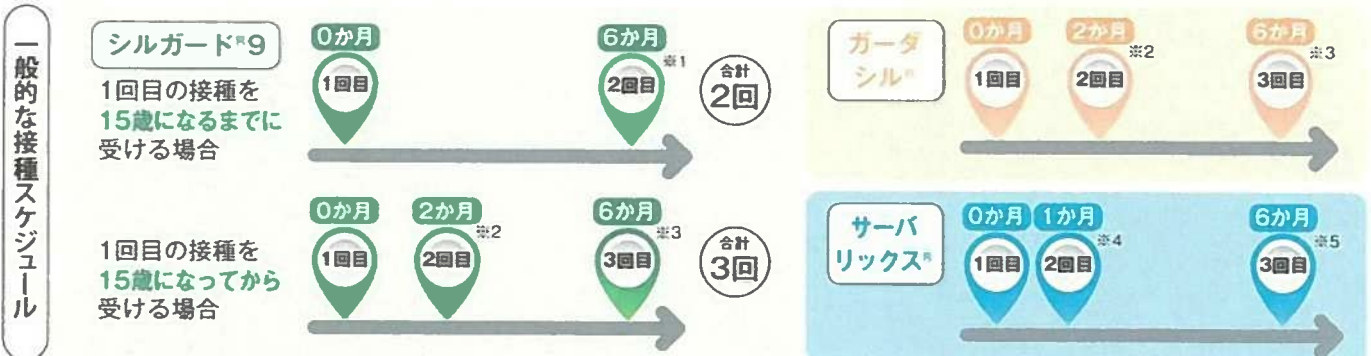 一般的な接種スケジュール
シルガード®9
1回目の接種を
15歳になるまでに
受ける場合
0か月
1回目
6か月
※1
2回目
合計
2回
1回目の接種を
15歳になってから
受ける場合
0か月
1回目
2か月
※2
2回目
6か月
※3
3回目
合計
3回
ガーダ
シル®
0か月
1回目
2か月
※2
2回目
6か月
※3
3回目
サーバ
リックス®
0か月
1回目
1か月
※4
2回目
6か月
※5
3回目